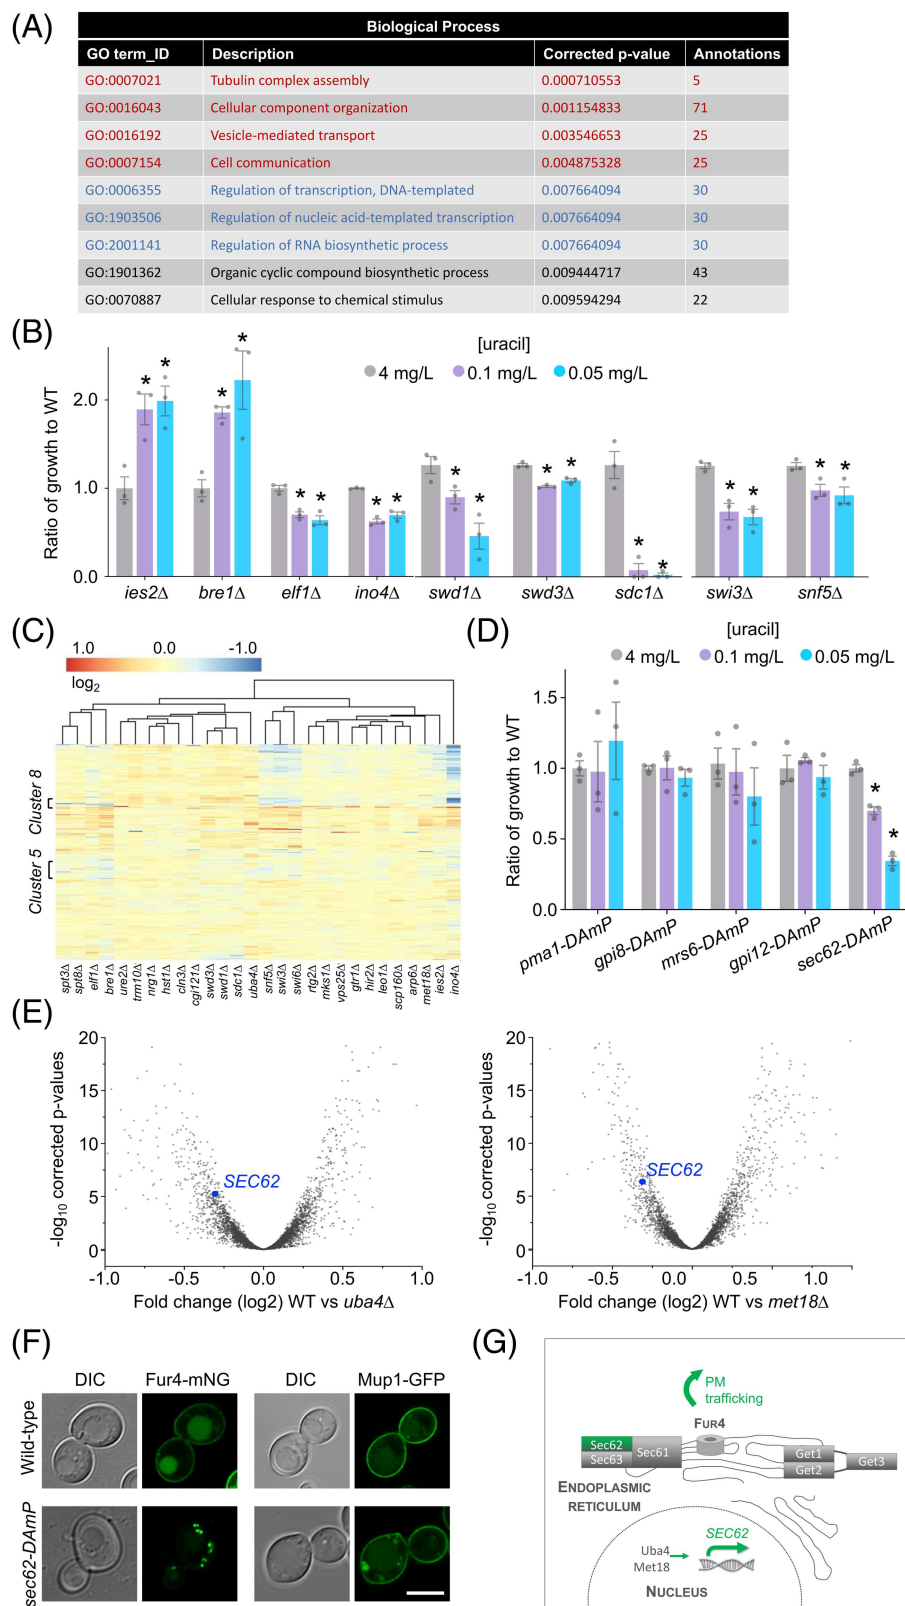 (A)
Biological Process
GO term_ID Description Corrected p-value Annotations
GO:0007021 Tubulin complex assembly 0.000710553 5
GO:0016043 Cellular component organization 0.001154833 71
GO:0016192 Vesicle-mediated transport 0.003546653 25
GO:0007154 Cell communication 0.004875328 25
GO:0006355 Regulation of transcription, DNA-templated 0.007664094 30
GO:1903506 Regulation of nucleic acid-templated transcription 0.007664094 30
GO:2001141 Regulation of RNA biosynthetic process 0.007664094 30
GO:1901362 Organic cyclic compound biosynthetic process 0.009444717 43
GO:0070887 Cellular response to chemical stimulus 0.009594294 22
(B)
[uracil]
4 mg/L 0.1 mg/L 0.05 mg/L
Ratio of growth to WT
2.0
1.0
0.0
* * * * * * * * * * * * * * * * * *
ies2Δ bre1Δ elf1Δ ino4Δ swd1Δ swd3Δ sdc1Δ swi3Δ snf5Δ
(C)
1.0 0.0 -1.0
log2
Cluster 8
Cluster 5
spt3Δ spt8Δ elf1Δ bre1Δ ure2Δ trm10Δ nrg1Δ hst1Δ cln3Δ cgi121Δ swd3Δ swd1Δ sdc1Δ uba4Δ snf5Δ swi3Δ swi6Δ rtg2Δ mks1Δ vps25Δ gtr1Δ hir2Δ leo1Δ scp160Δ arp6Δ met18Δ ies2Δ ino4Δ
(D)
[uracil]
4 mg/L 0.1 mg/L 0.05 mg/L
Ratio of growth to WT
1.5
1.0
0.5
0.0
* *
pma1-DAmP gpi8-DAmP mrs6-DAmP gpi12-DAmP sec62-DAmP
(E)
-log10 corrected p-values
20
15
10
5
0
SEC62
-1.0 -0.5 0.0 0.5 1.0
Fold change (log2) WT vs uba4Δ
-log10 corrected p-values
20
15
10
5
0
SEC62
-1.0 -0.5 0.0 0.5 1.0
Fold change (log2) WT vs met18Δ
(F)
DIC Fur4-mNG DIC Mup1-GFP
Wild-type
sec62-DAmP
(G)
PM
trafficking
FUR4
Sec62
Sec63
Sec61
Get1
Get2
Get3
ENDOPLASMIC
RETICULUM
SEC62
Uba4
Met18
NUCLEUS